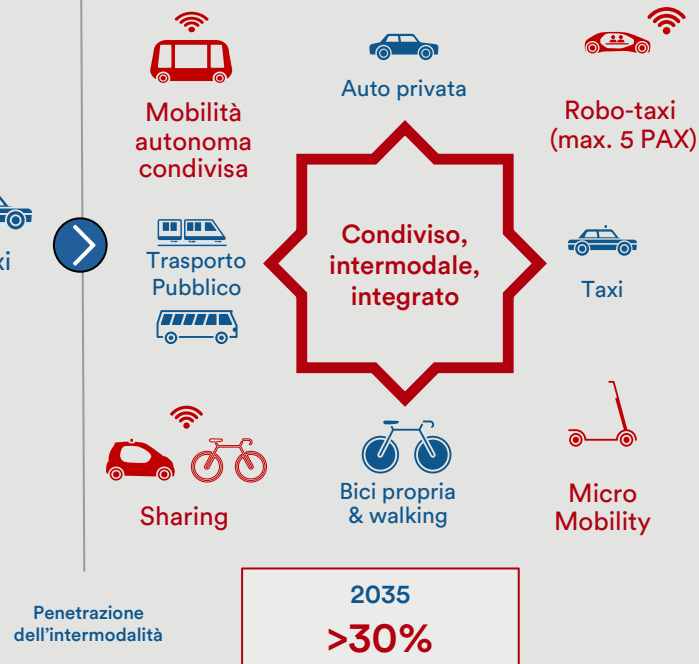 Mobilità
autonoma
condivisa
Auto privata
Robo-taxi
(max. 5 PAX)
Trasporto
Pubblico
Condiviso,
intermodale,
integrato
Taxi
Sharing
Bici propria
& walking
Micro
Mobility
Penetrazione
dell'intermodalità
2035
>30%